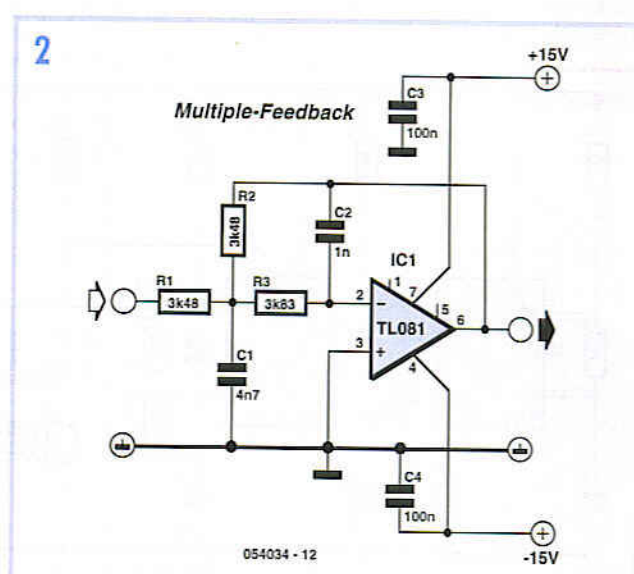 2
+15V
C3
100n
Multiple-Feedback
R2
3k48
C2
1n
IC1
R1
3k48
R3
3k83
1
7
2
−
TL081
5
6
3
+
4
C1
4n7
C4
100n
054034 - 12
-15V